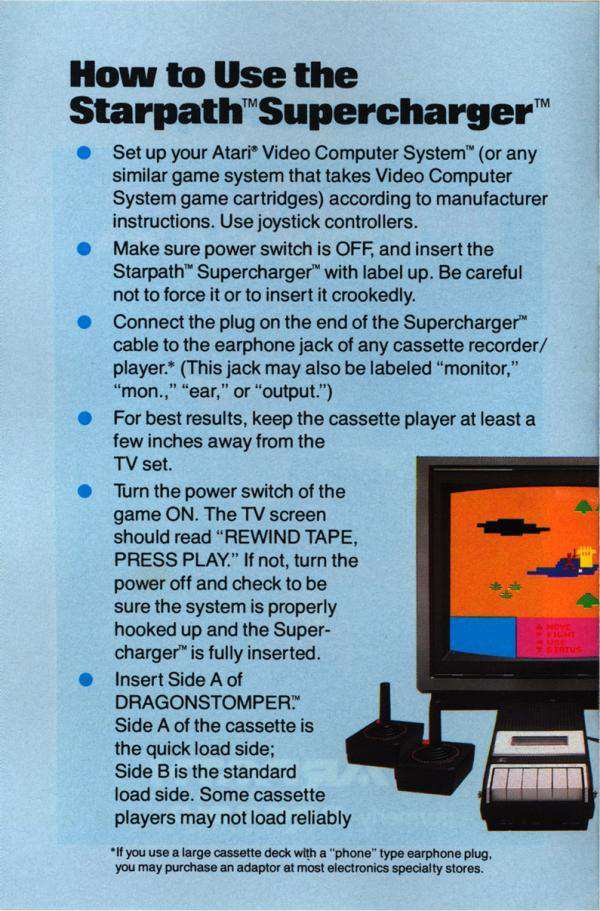 How to Use the
Starpath™ Supercharger™
● Set up your Atari® Video Computer System™ (or any
similar game system that takes Video Computer
System game cartridges) according to manufacturer
instructions. Use joystick controllers.
● Make sure power switch is OFF, and insert the
Starpath™ Supercharger™ with label up. Be careful
not to force it or to insert it crookedly.
● Connect the plug on the end of the Supercharger™
cable to the earphone jack of any cassette recorder/
player.* (This jack may also be labeled “monitor,”
“mon.,” “ear,” or “output.”)
● For best results, keep the cassette player at least a
few inches away from the
TV set.
● Turn the power switch of the
game ON. The TV screen
should read “REWIND TAPE,
PRESS PLAY.” If not, turn the
power off and check to be
sure the system is properly
hooked up and the Super-
charger™ is fully inserted.
● Insert Side A of
DRAGONSTOMPER.™
Side A of the cassette is
the quick load side;
Side B is the standard
load side. Some cassette
players may not load reliably
MOVE
FIGHT
USE
STATUS
*If you use a large cassette deck with a “phone” type earphone plug,
you may purchase an adaptor at most electronics specialty stores.